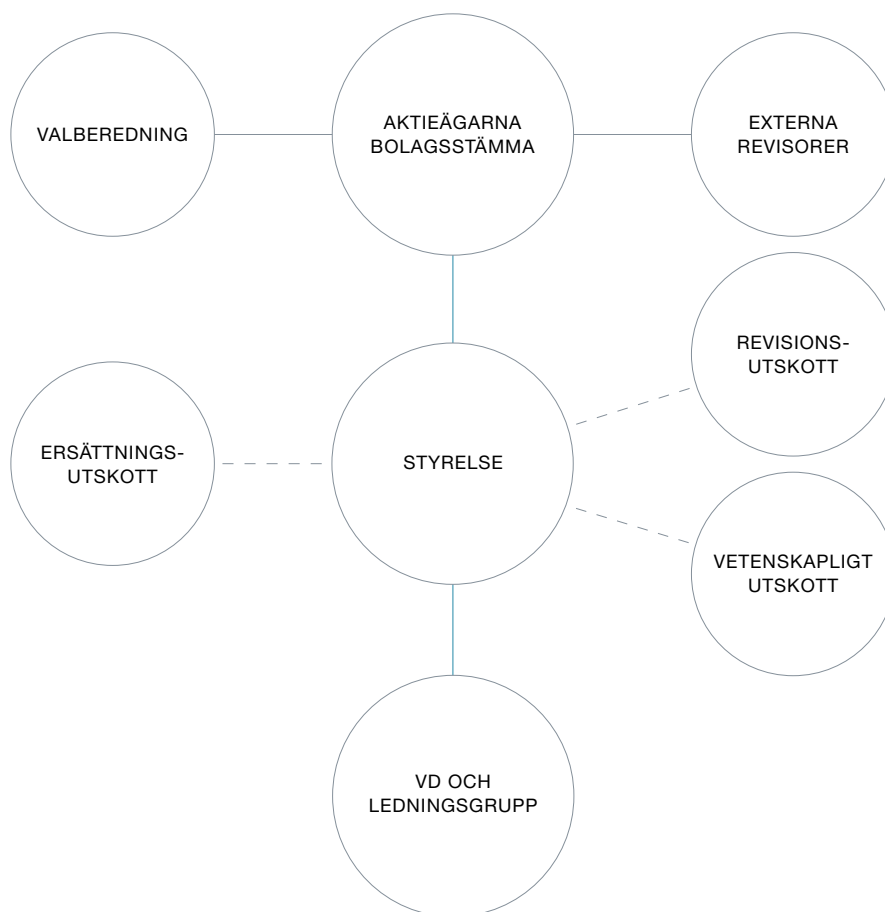 VALBEREDNING
AKTIEÄGARNA
BOLAGSSTÄMMA
EXTERNA
REVISORER
REVISIONS-
UTSKOTT
ERSÄTTNINGS-
UTSKOTT
STYRELSE
VETENSKAPLIGT
UTSKOTT
VD OCH
LEDNINGSGRUPP